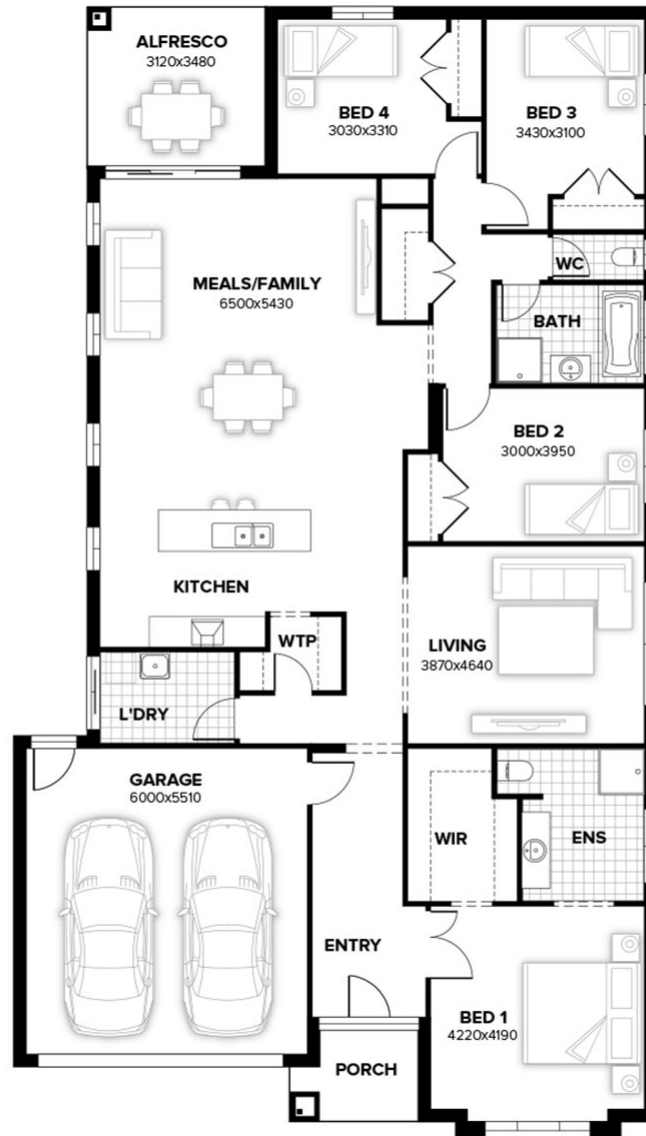 ALFRESCO
3120x3480
BED 4
3030x3310
BED 3
3430x3100
WC
MEALS/FAMILY
6500x5430
BATH
BED 2
3000x3950
KITCHEN
WTP
LIVING
3870x4640
L'DRY
GARAGE
6000x5510
WIR
ENS
ENTRY
BED 1
4220x4190
PORCH